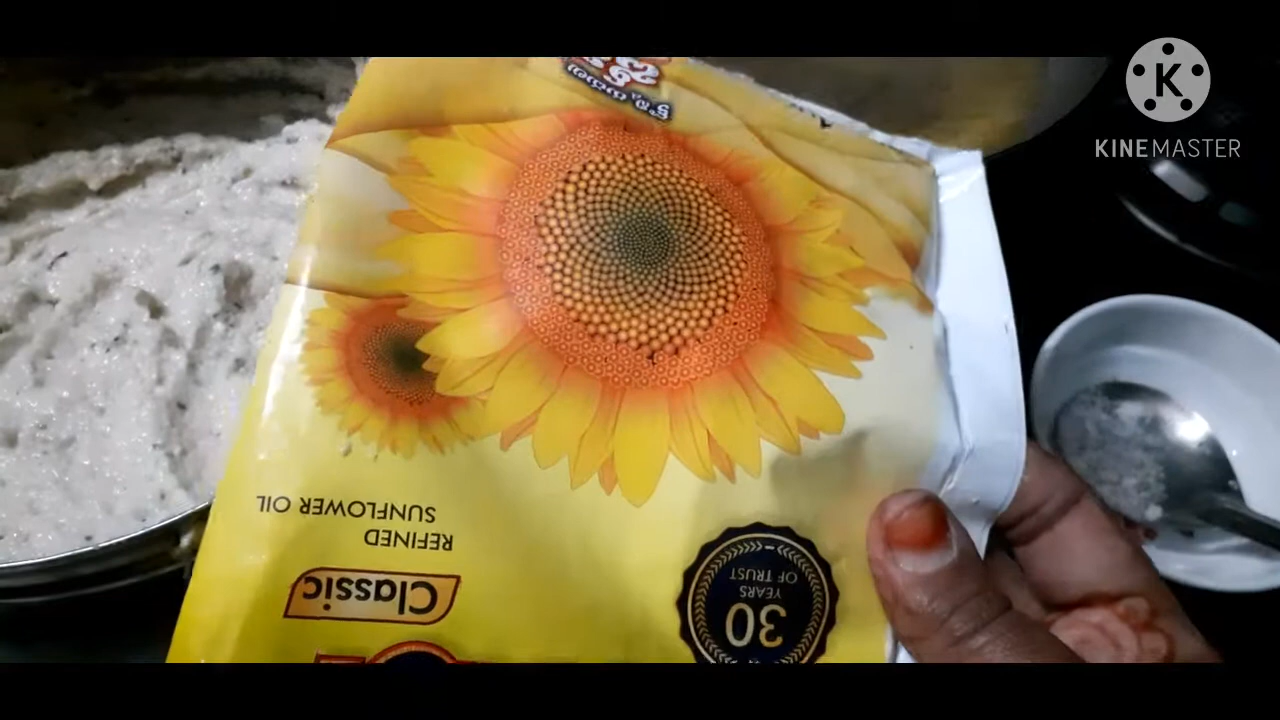 KINEMASTER
REFINED
SUNFLOWER OIL
Classic
30
YEARS
OF TRUST